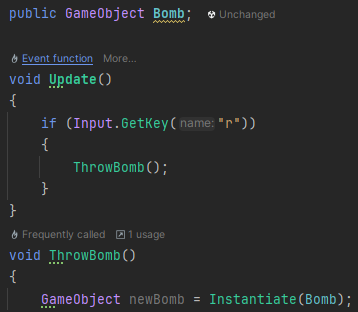 public GameObject Bomb; Unchanged
Event function More...
void Update()
{
if (Input.GetKey(name:"r"))
{
ThrowBomb();
}
}
Frequently called 1 usage
void ThrowBomb()
{
GameObject newBomb = Instantiate(Bomb);